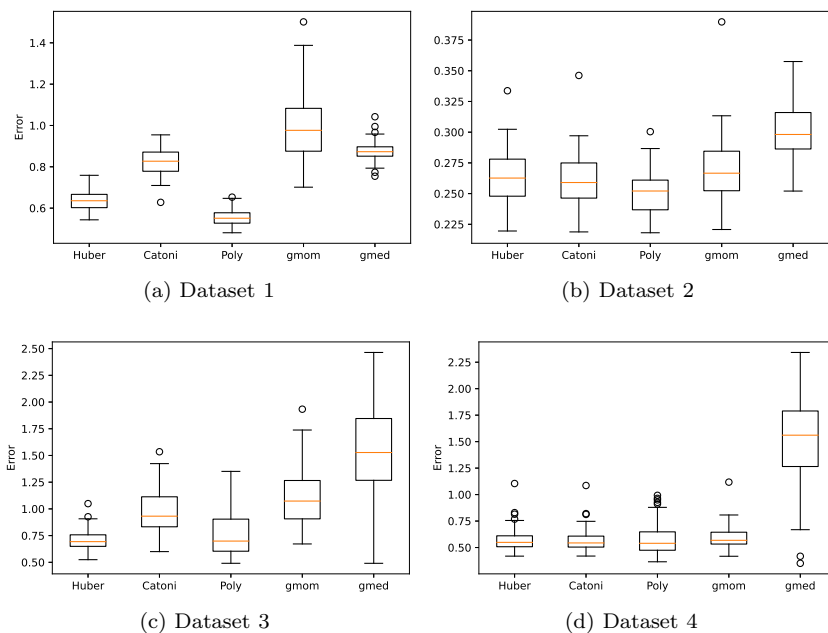 1.4
1.2
1.0
0.8
0.6
Error
Huber Catoni Poly gmom gmed
(a) Dataset 1
0.375
0.350
0.325
0.300
0.275
0.250
0.225
Huber Catoni Poly gmom gmed
(b) Dataset 2
2.50
2.25
2.00
1.75
1.50
1.25
1.00
0.75
0.50
Error
Huber Catoni Poly gmom gmed
(c) Dataset 3
2.25
2.00
1.75
1.50
1.25
1.00
0.75
0.50
Error
Huber Catoni Poly gmom gmed
(d) Dataset 4